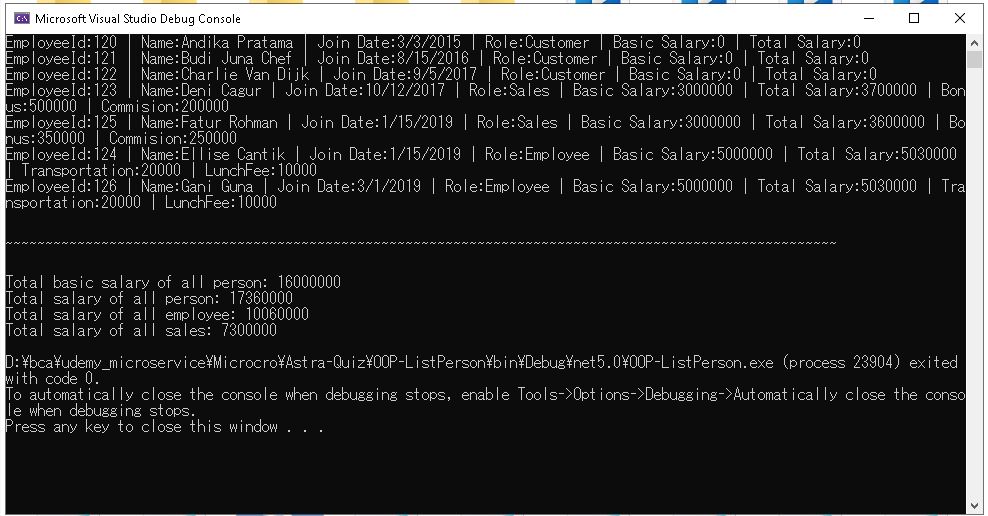 Microsoft Visual Studio Debug Console
EmployeeId:120 | Name:Andika Pratama | Join Date:3/3/2015 | Role:Customer | Basic Salary:0 | Total Salary:0
EmployeeId:121 | Name:Budi Juna Chef | Join Date:8/15/2016 | Role:Customer | Basic Salary:0 | Total Salary:0
EmployeeId:122 | Name:Charlie Van Dijk | Join Date:9/5/2017 | Role:Customer | Basic Salary:0 | Total Salary:0
EmployeeId:123 | Name:Deni Cagur | Join Date:10/12/2017 | Role:Sales | Basic Salary:3000000 | Total Salary:3700000 | Bon
us:500000 | Commision:200000
EmployeeId:125 | Name:Fatur Rohman | Join Date:1/15/2019 | Role:Sales | Basic Salary:3000000 | Total Salary:3600000 | Bo
nus:350000 | Commision:250000
EmployeeId:124 | Name:Ellise Cantik | Join Date:1/15/2019 | Role:Employee | Basic Salary:5000000 | Total Salary:5030000
| Transportation:20000 | LunchFee:10000
EmployeeId:126 | Name:Gani Guna | Join Date:3/1/2019 | Role:Employee | Basic Salary:5000000 | Total Salary:5030000 | Tra
nsportation:20000 | LunchFee:10000
~~~~~~~~~~~~~~~~~~~~~~~~~~~~~~~~~~~~~~~~~~~~~~~~~~~~~~~~~~~~~~~~~~~~~~~~~~~~~~~~~~~~~~~~~~~~~~~~~~~~~~~~
Total basic salary of all person: 16000000
Total salary of all person: 17360000
Total salary of all employee: 10060000
Total salary of all sales: 7300000
D:¥bca¥udemy_microservice¥Microcro¥Astra-Quiz¥OOP-ListPerson¥bin¥Debug¥net5.0¥OOP-ListPerson.exe (process 23904) exited
with code 0.
To automatically close the console when debugging stops, enable Tools->Options->Debugging->Automatically close the conso
le when debugging stops.
Press any key to close this window . . .